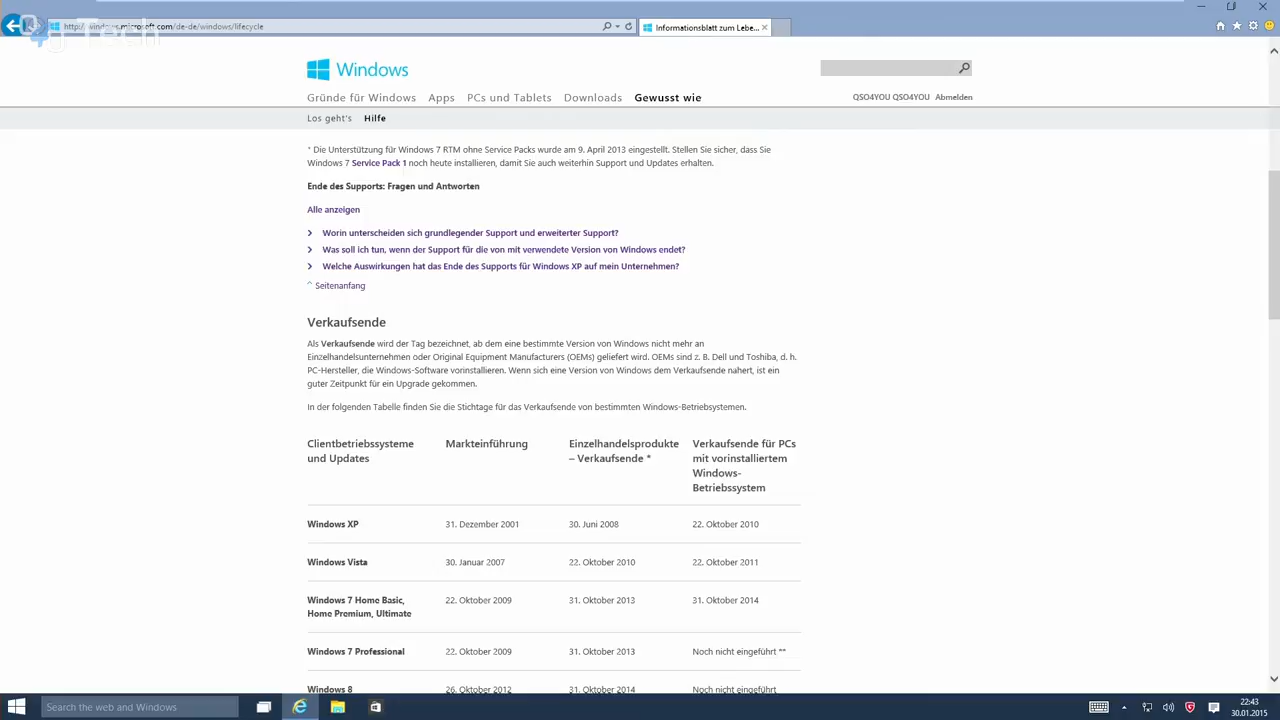 http://windows.microsoft.com/de-de/windows/lifecycle
Informationsblatt zum Lebe...
Tech
Windows
Gründe für Windows Apps PCs und Tablets Downloads Gewusst wie
QSO4YOU QSO4YOU Abmelden
Los geht's Hilfe
* Die Unterstützung für Windows 7 RTM ohne Service Packs wurde am 9. April 2013 eingestellt. Stellen Sie sicher, dass Sie
Windows 7 Service Pack 1 noch heute installieren, damit Sie auch weiterhin Support und Updates erhalten.
Ende des Supports: Fragen und Antworten
Alle anzeigen
Worin unterscheiden sich grundlegender Support und erweiterter Support?
Was soll ich tun, wenn der Support für die von mit verwendete Version von Windows endet?
Welche Auswirkungen hat das Ende des Supports für Windows XP auf mein Unternehmen?
^ Seitenanfang
Verkaufsende
Als Verkaufsende wird der Tag bezeichnet, ab dem eine bestimmte Version von Windows nicht mehr an
Einzelhandelsunternehmen oder Original Equipment Manufacturers (OEMs) geliefert wird. OEMs sind z. B. Dell und Toshiba, d. h.
PC-Hersteller, die Windows-Software vorinstallieren. Wenn sich eine Version von Windows dem Verkaufsende nähert, ist ein
guter Zeitpunkt für ein Upgrade gekommen.
In der folgenden Tabelle finden Sie die Stichtage für das Verkaufsende von bestimmten Windows-Betriebsystemen.
Clientbetriebssysteme und Updates
Markteinführung
Einzelhandelsprodukte – Verkaufsende *
Verkaufsende für PCs mit vorinstalliertem Windows-Betriebssystem
Windows XP 31. Dezember 2001 30. Juni 2008 22. Oktober 2010
Windows Vista 30. Januar 2007 22. Oktober 2010 22. Oktober 2011
Windows 7 Home Basic, 22. Oktober 2009 31. Oktober 2013 31. Oktober 2014
Home Premium, Ultimate
Windows 7 Professional 22. Oktober 2009 31. Oktober 2013 Noch nicht eingeführt **
Windows 8 26. Oktober 2012 31. Oktober 2014 Noch nicht eingeführt
Search the web and Windows
22:43
30.01.2015